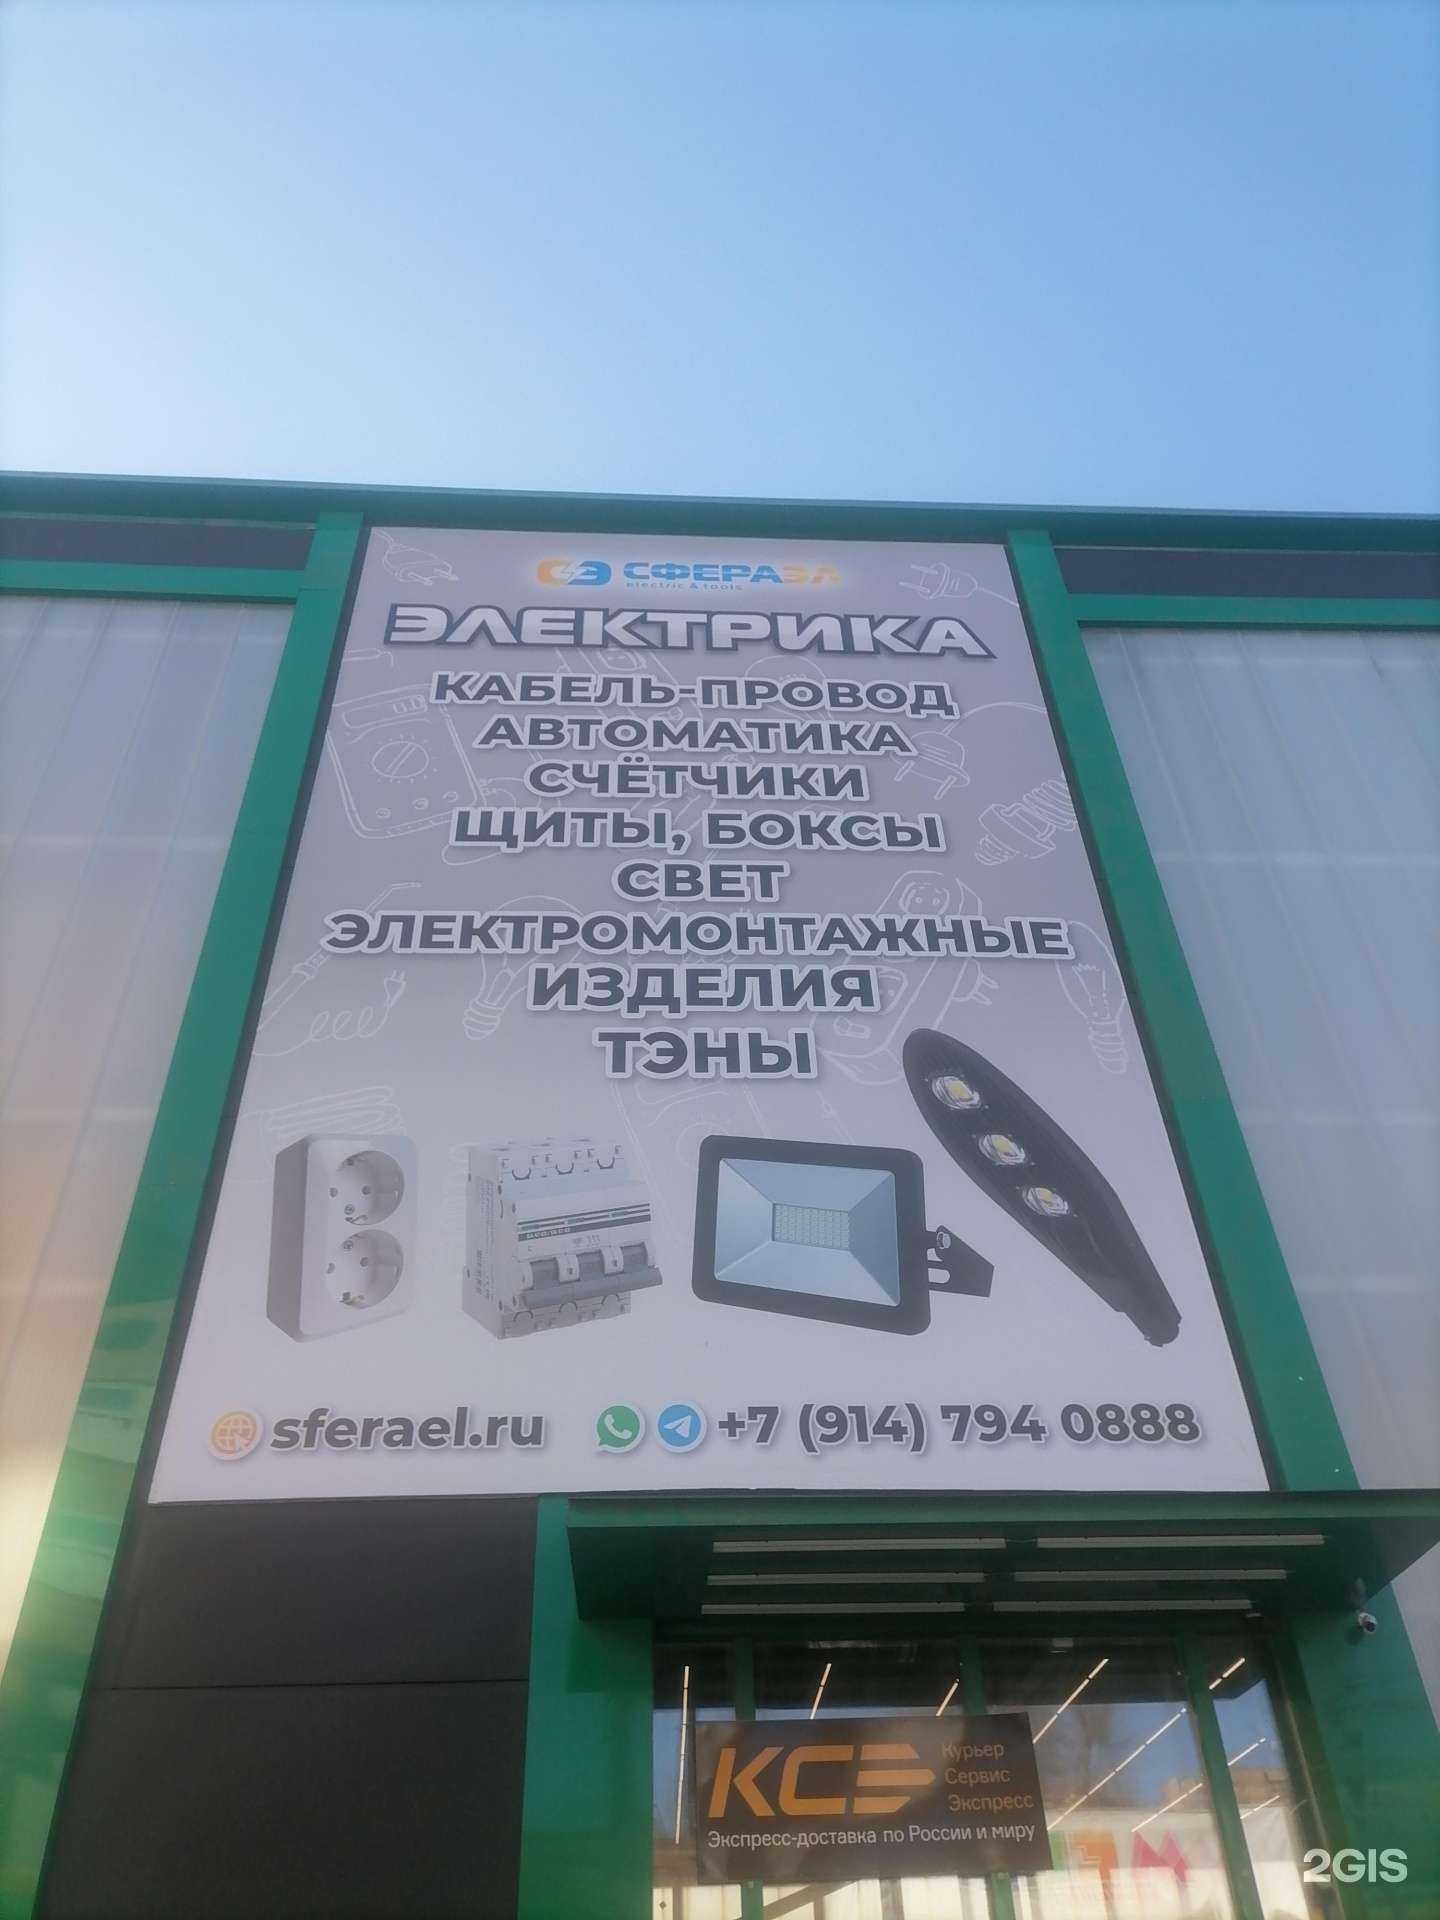 СЭ СФЕРАЭЛ
electric & tools
ЭЛЕКТРИКА
КАБЕЛЬ-ПРОВОД
АВТОМАТИКА
СЧЁТЧИКИ
ЩИТЫ, БОКСЫ
СВЕТ
ЭЛЕКТРОМОНТАЖНЫЕ
ИЗДЕЛИЯ
ТЭНЫ
sferael.ru +7 (914) 794 0888
КСЭ
Курьер
Сервис
Экспресс
Экспресс-доставка по России и миру
2GIS